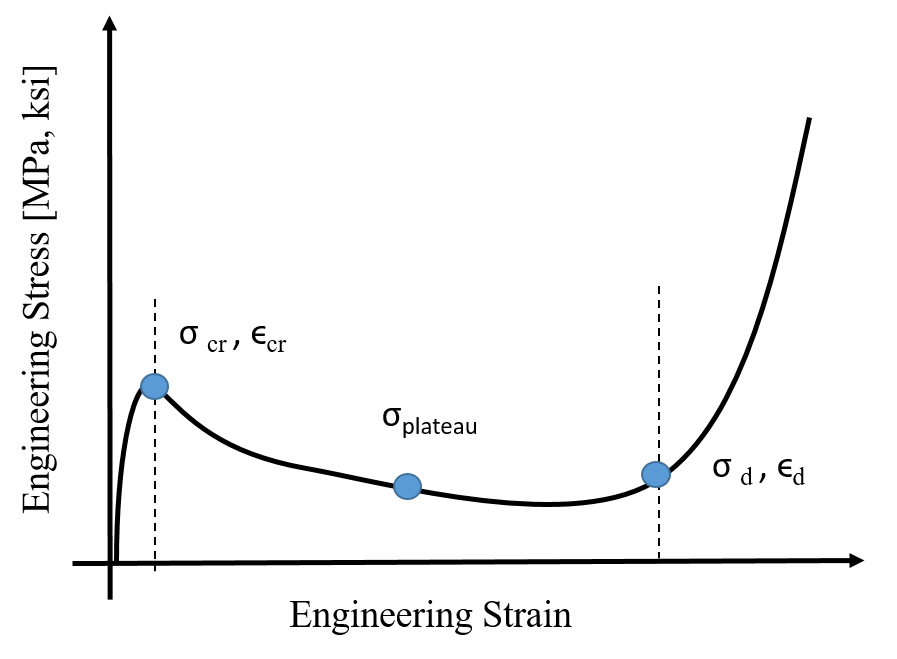 Engineering Stress [MPa, ksi]
σ cr , ϵcr
σplateau
σ d , ϵd
Engineering Strain